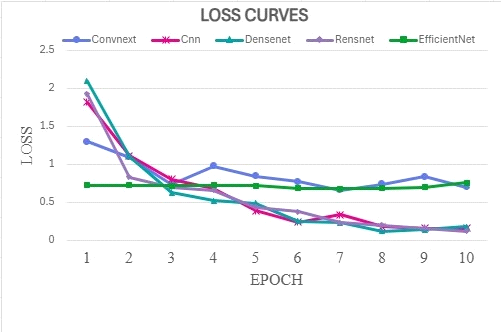 LOSS CURVES
Convnext Cnn Densenet Rensnet EfficientNet
2.5
2
1.5
1
0.5
0
LOSS
1 2 3 4 5 6 7 8 9 10
EPOCH